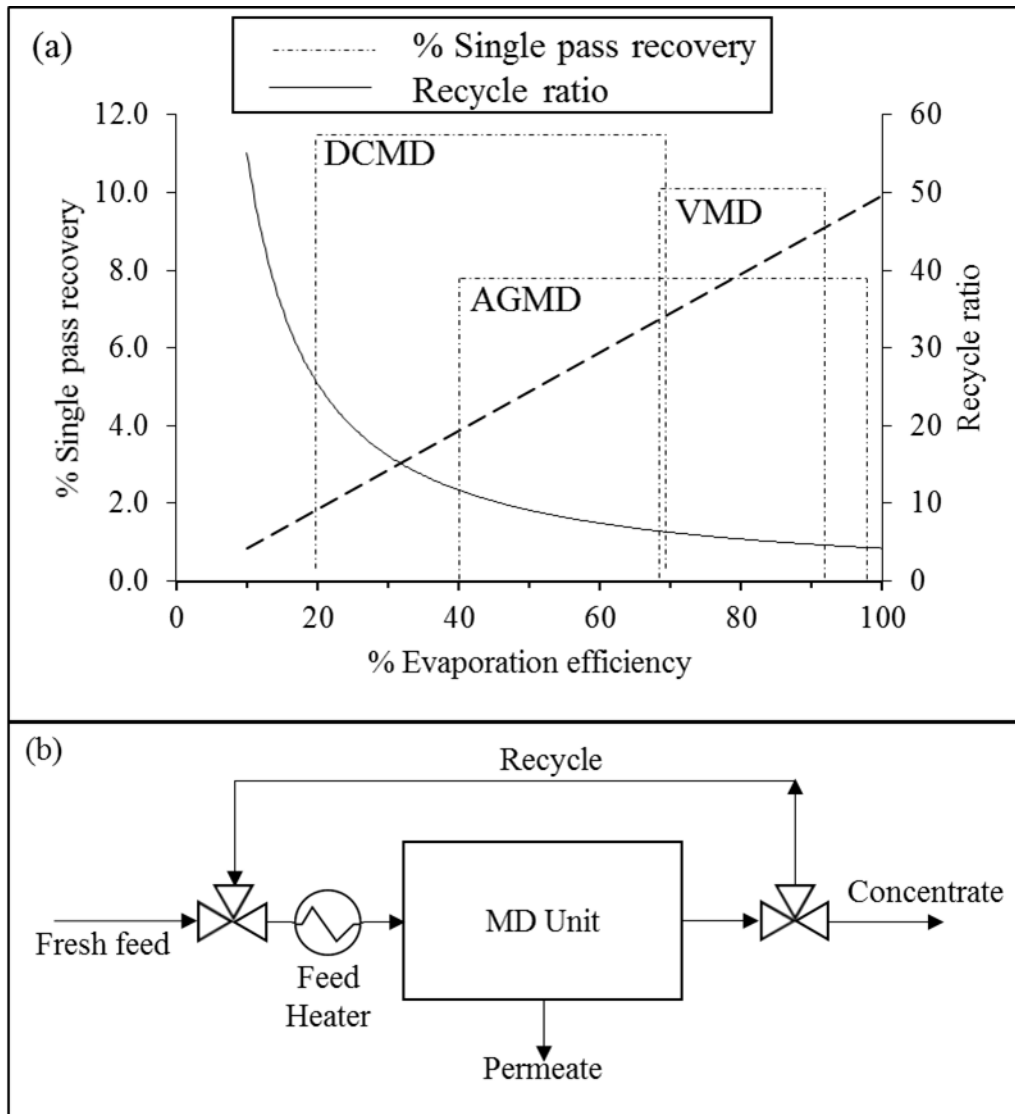 (a)
% Single pass recovery
Recycle ratio
12.0
10.0
8.0
6.0
4.0
2.0
0.0
% Single pass recovery
60
50
40
30
20
10
0
Recycle ratio
DCMD
VMD
AGMD
0 20 40 60 80 100
% Evaporation efficiency
(b)
Recycle
Fresh feed
Feed
Heater
MD Unit
Concentrate
Permeate